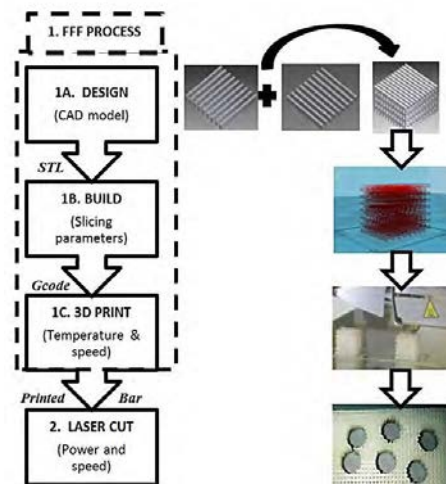 1. FFF PROCESS
1A. DESIGN
(CAD model)
STL
1B. BUILD
(Slicing
parameters)
Gcode
1C. 3D PRINT
(Temperature &
speed)
Printed Bar
2. LASER CUT
(Power and
speed)